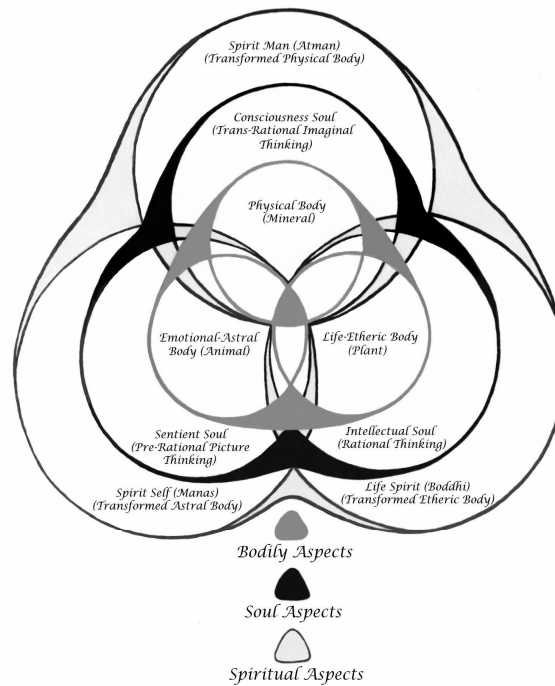 Spirit Man (Atman)
(Transformed Physical Body)
Consciousness Soul
(Trans-Rational Imaginal
Thinking)
Physical Body
(Mineral)
Emotional-Astral
Body (Animal)
Life-Etheric Body
(Plant)
Sentient Soul
(Pre-Rational Picture
Thinking)
Intellectual Soul
(Rational Thinking)
Spirit Self (Manas)
(Transformed Astral Body)
Life Spirit (Boddhi)
(Transformed Etheric Body)
Bodily Aspects
Soul Aspects
Spiritual Aspects